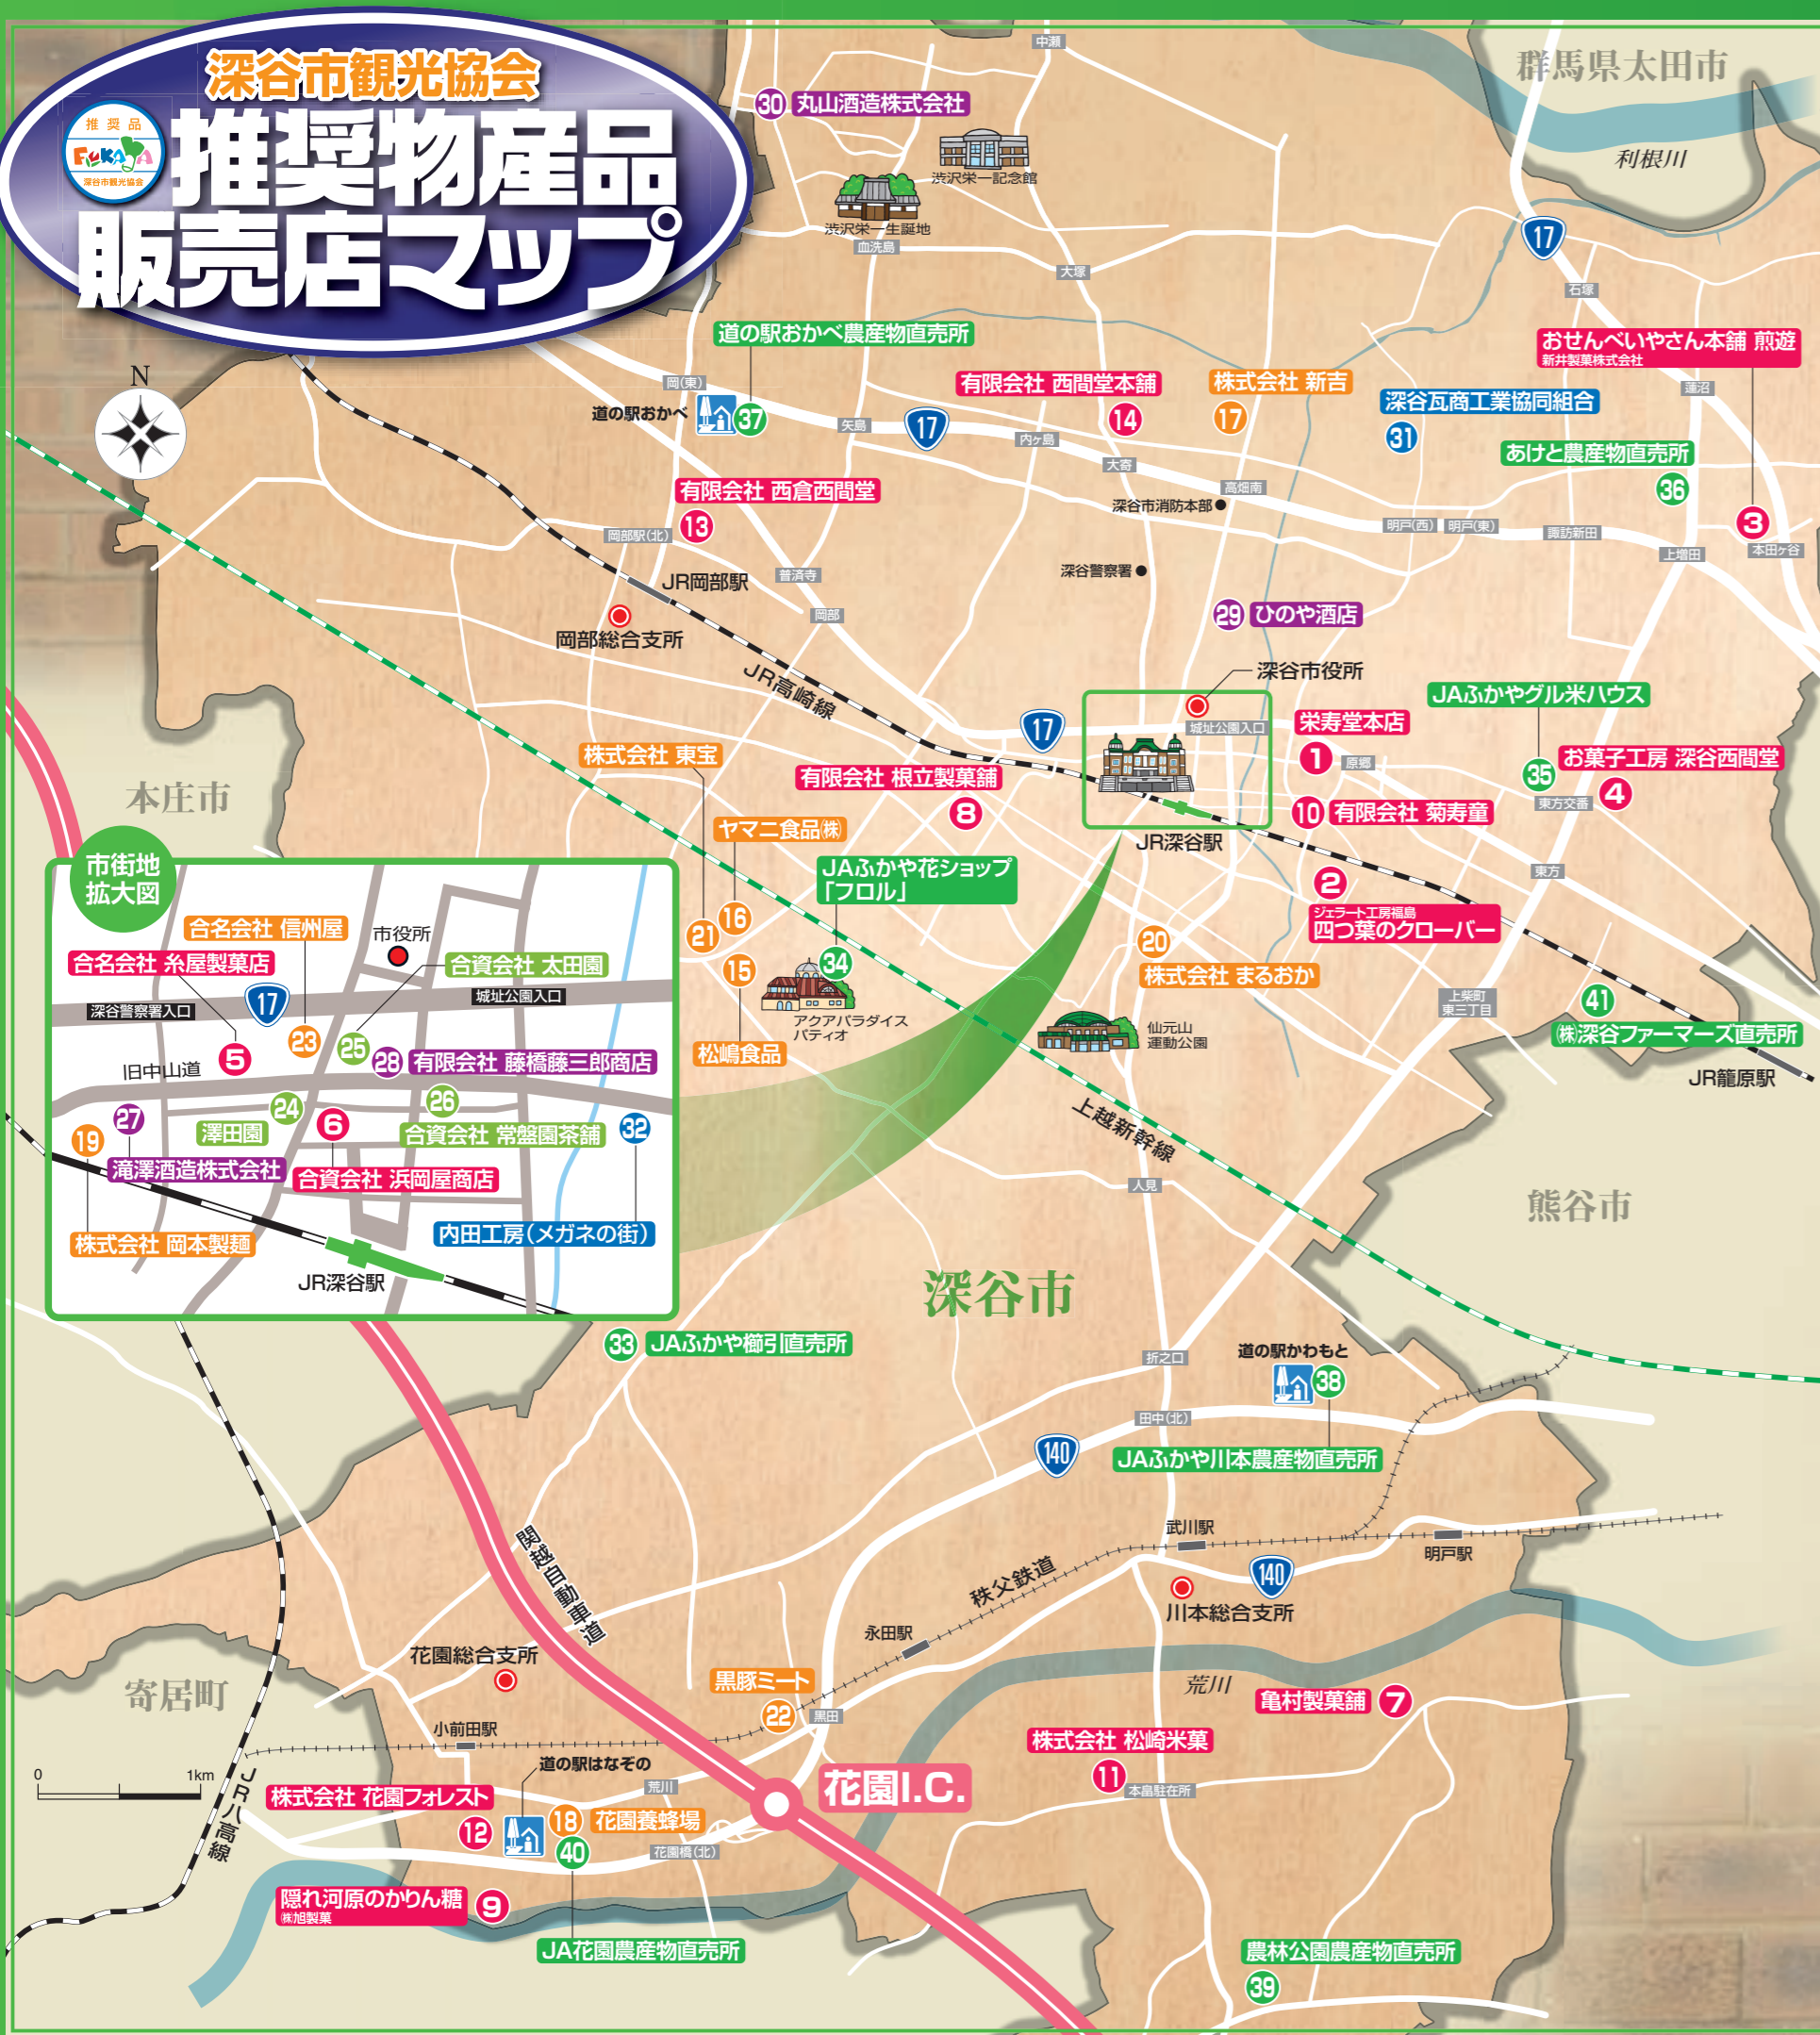 深谷市観光協会
推奨品
FUKAYA
深谷市観光協会
推奨物産品
販売店マップ
群馬県太田市
利根川
中瀬
30 丸山酒造株式会社
渋沢栄一記念館
渋沢栄一生誕地
血洗島
大塚
17
石塚
おせんべいやさん本舗 煎遊
新井製菓株式会社
蓮沼
N
道の駅おかべ農産物直売所
岡(東)
道の駅おかべ
37
矢島
17
有限会社 西間堂本舗
14
内ヶ島
大寄
株式会社 新吉
17
深谷瓦商工業協同組合
31
あけと農産物直売所
36
3
高畑南
深谷市消防本部
明戸(西)
明戸(東)
諏訪新田
上増田
本田ヶ谷
有限会社 西倉西間堂
13
岡部駅(北)
JR岡部駅
普済寺
岡部
深谷警察署
岡部総合支所
JR高崎線
29 ひのや酒店
深谷市役所
17
城址公園入口
栄寿堂本店
1
原郷
JAふかやグル米ハウス
35
お菓子工房 深谷西間堂
4
東方交番
10 有限会社 菊寿童
JR深谷駅
東方
2
ジェラート工房福島
四つ葉のクローバー
本庄市
株式会社 東宝
有限会社 根立製菓舗
8
ヤマニ食品㈱
JAふかや花ショップ
「フロル」
21
16
15
34
アクアパラダイス
パティオ
松嶋食品
20
株式会社 まるおか
仙元山
運動公園
上柴町
東三丁目
41
㈱深谷ファーマーズ直売所
JR籠原駅
上越新幹線
人見
熊谷市
市街地
拡大図
合名会社 信州屋
市役所
合名会社 糸屋製菓店
合資会社 太田園
17
深谷警察署入口
城址公園入口
5
23
25
28 有限会社 藤橋藤三郎商店
旧中山道
27
24
澤田園
6
26
合資会社 常盤園茶舗
32
19
滝澤酒造株式会社
合資会社 浜岡屋商店
株式会社 岡本製麺
内田工房(メガネの街)
JR深谷駅
深谷市
33 JAふかや櫛引直売所
折之口
道の駅かわもと
38
田中(北)
140
JAふかや川本農産物直売所
関越自動車道
武川駅
明戸駅
140
秩父鉄道
川本総合支所
永田駅
花園総合支所
荒川
寄居町
黒豚ミート
22
黒田
亀村製菓舗 7
小前田駅
株式会社 松崎米菓
11
本畠駐在所
道の駅はなぞの
荒川
花園I.C.
0 1km
JR八高線
株式会社 花園フォレスト
12
18 花園養蜂場
40
花園橋(北)
隠れ河原のかりん糖
㈱旭製菓
9
JA花園農産物直売所
農林公園農産物直売所
39